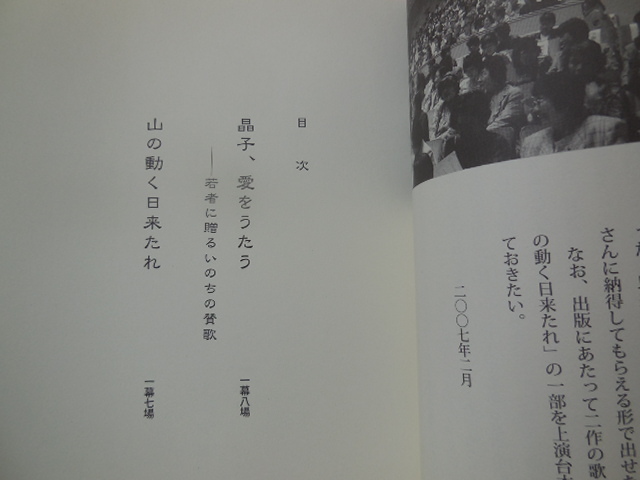 さんに納得してもらえる形で出せ
なお、出版にあたって二作の歌
の動く日来たれ」の一部を上演台
ておきたい。
二〇〇七年二月
目次
晶子、愛をうたう 一幕八場
──若者に贈るいのちの賛歌
山の動く日来たれ 一幕七場